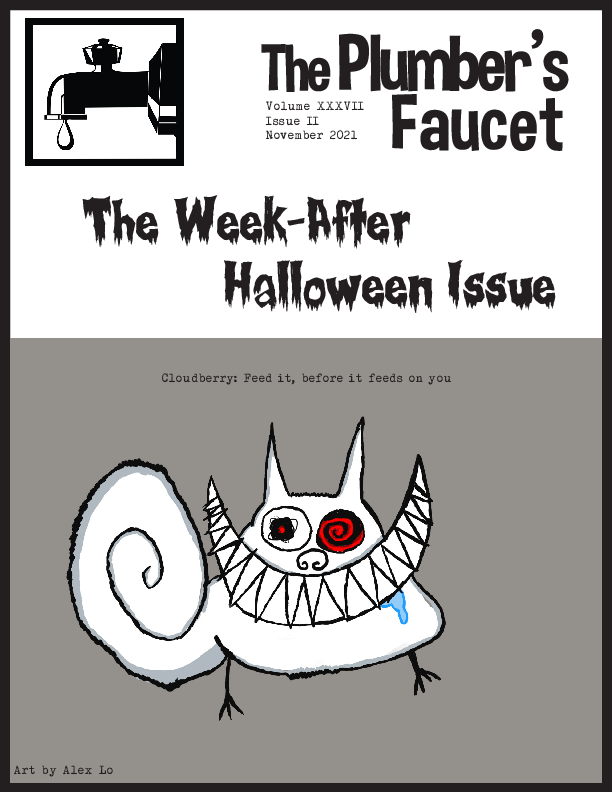 The Plumber's
Faucet
Volume XXXVII
Issue II
November 2021
The Week-After
Halloween Issue
Cloudberry: Feed it, before it feeds on you
Art by Alex Lo